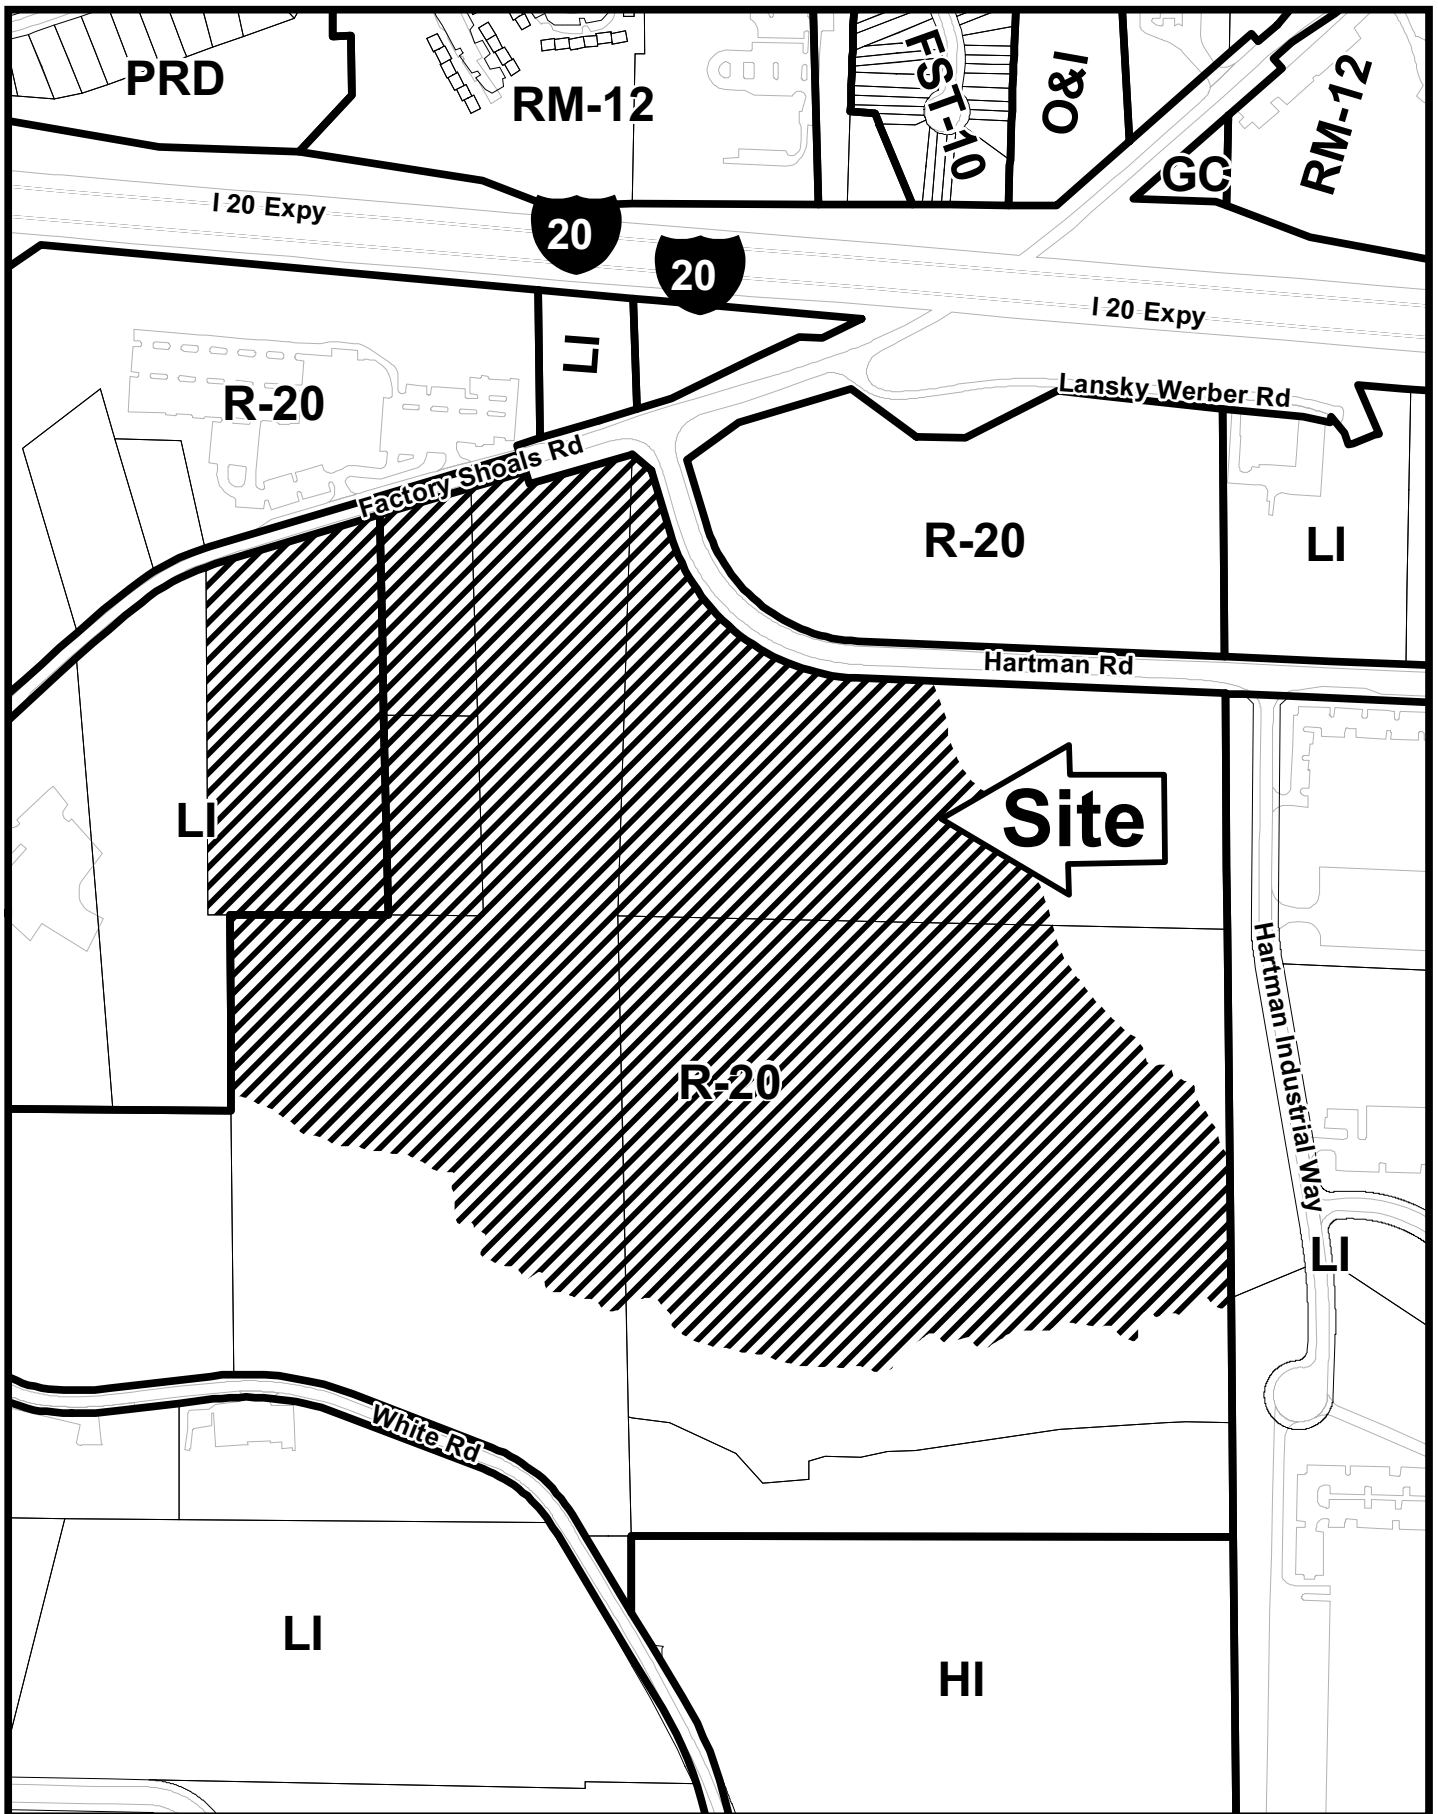 PRD
RM-12
FST-10
O&I
RM-12
GC
I 20 Expy
20
20
I 20 Expy
LI
Lansky Werber Rd
R-20
Factory Shoals Rd
R-20
LI
Hartman Rd
LI
Site
Hartman Industrial Way
R-20
LI
White Rd
LI
HI